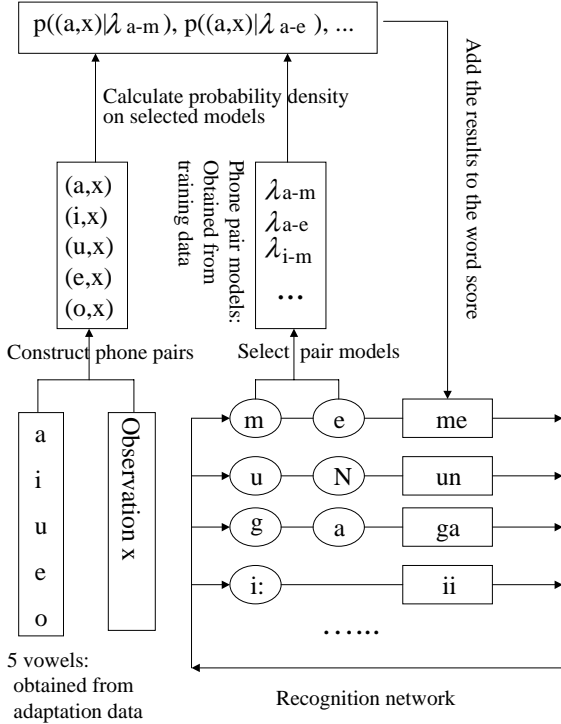 p((a,x)|λ a-m), p((a,x)|λ a-e), ...
Calculate probability density
on selected models
Add the results to the word score
(a,x)
(i,x)
(u,x)
(e,x)
(o,x)
Phone pair models:
Obtained from
training data
λa-m
λa-e
λi-m
...
Construct phone pairs
Select pair models
a
i
u
e
o
Observation x
m e me
u N un
g a ga
i: ii
......
5 vowels:
obtained from
adaptation data
Recognition network